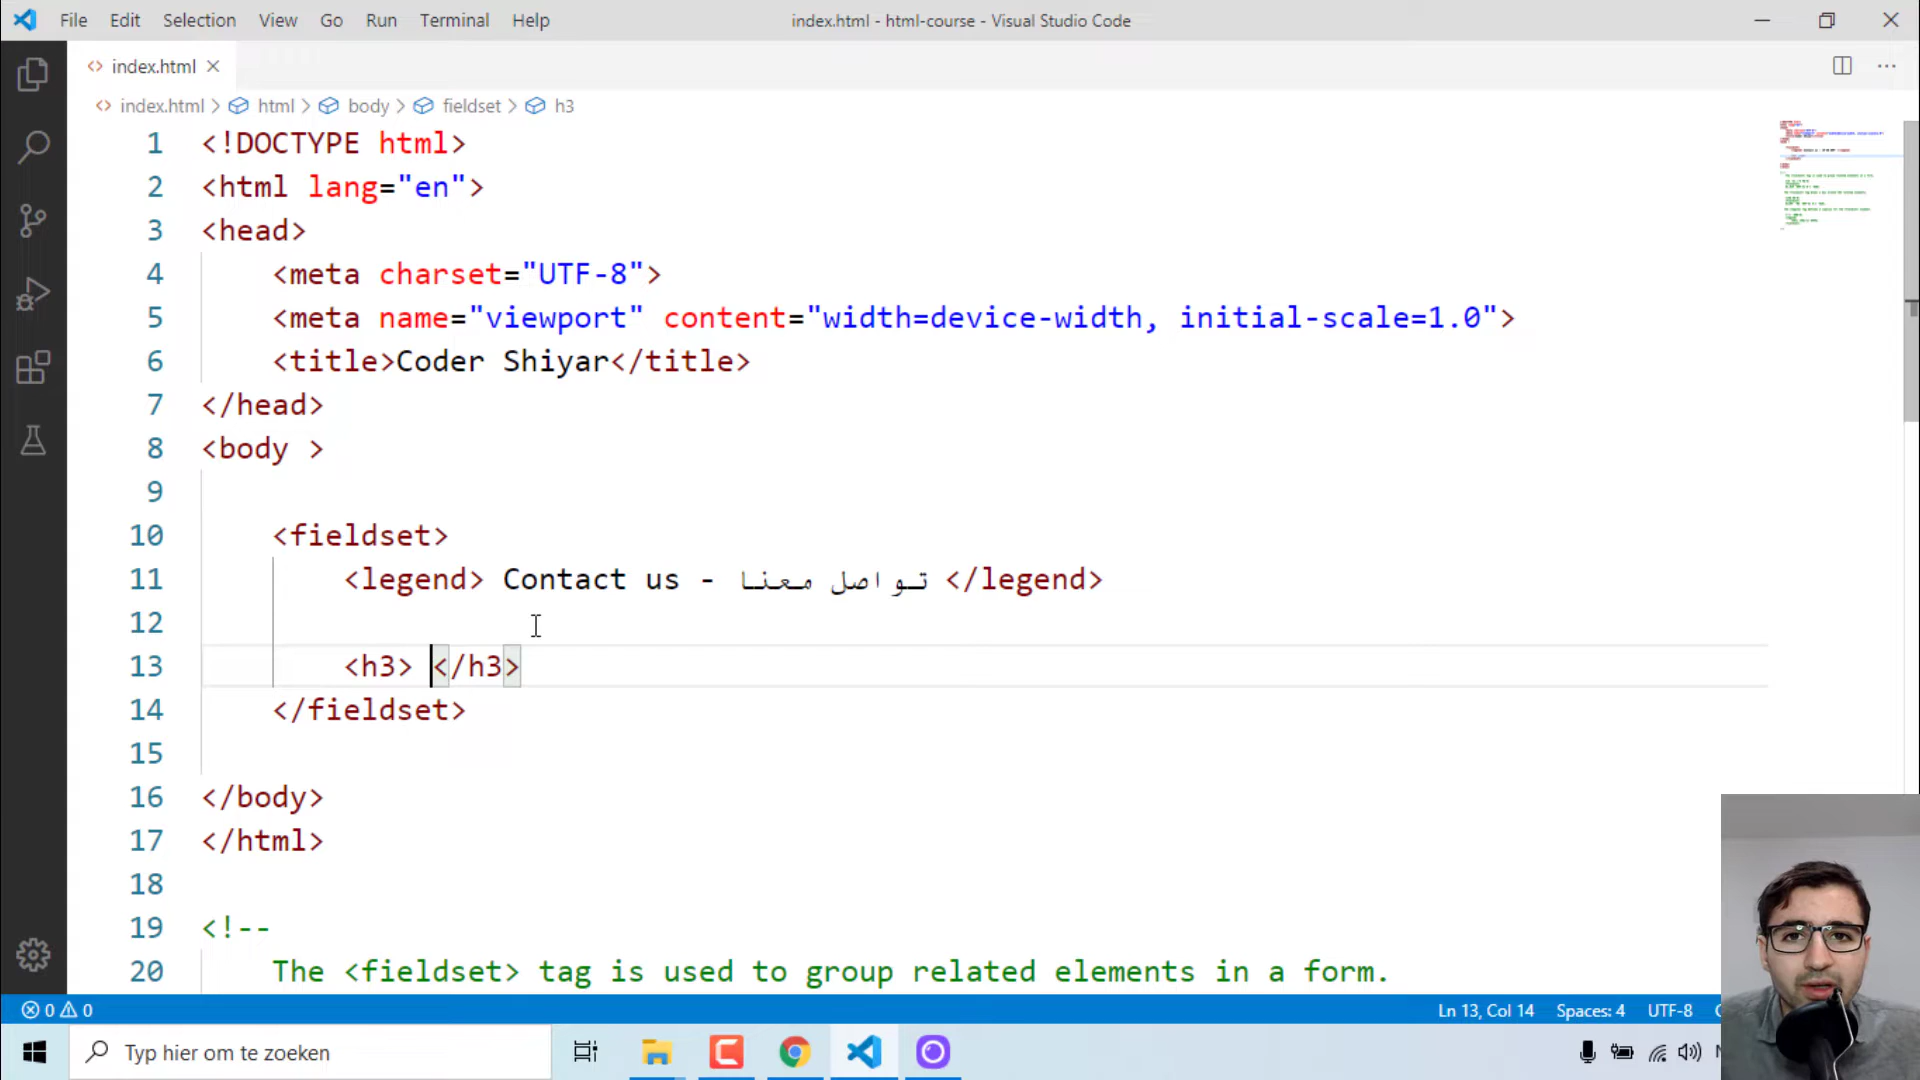 File Edit Selection View Go Run Terminal Help
index.html - html-course - Visual Studio Code
index.html
index.html > html > body > fieldset > h3
1 <!DOCTYPE html>
2 <html lang="en">
3 <head>
4 <meta charset="UTF-8">
5 <meta name="viewport" content="width=device-width, initial-scale=1.0">
6 <title>Coder Shiyar</title>
7 </head>
8 <body >
9
10 <fieldset>
11 <legend> Contact us - تواصل معنا </legend>
12
13 <h3> </h3>
14 </fieldset>
15
16 </body>
17 </html>
18
19 <!--
20 The <fieldset> tag is used to group related elements in a form.
0 0
Ln 13, Col 14 Spaces: 4 UTF-8
Typ hier om te zoeken